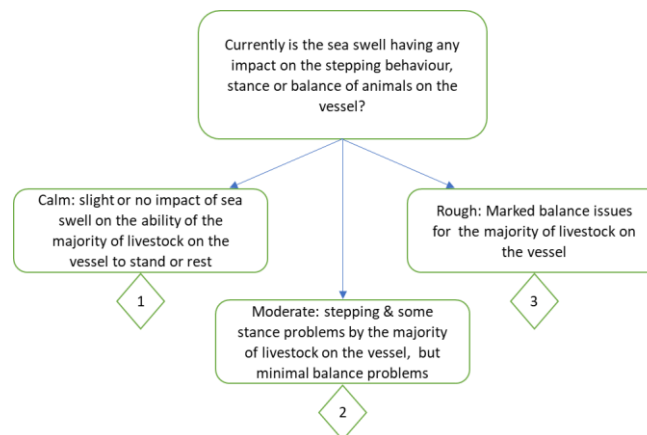 Currently is the sea swell having any
impact on the stepping behaviour,
stance or balance of animals on the
vessel?
Calm: slight or no impact of sea
swell on the ability of the
majority of livestock on the
vessel to stand or rest
1
Moderate: stepping & some
stance problems by the majority
of livestock on the vessel, but
minimal balance problems
2
Rough: Marked balance issues
for the majority of livestock on
the vessel
3